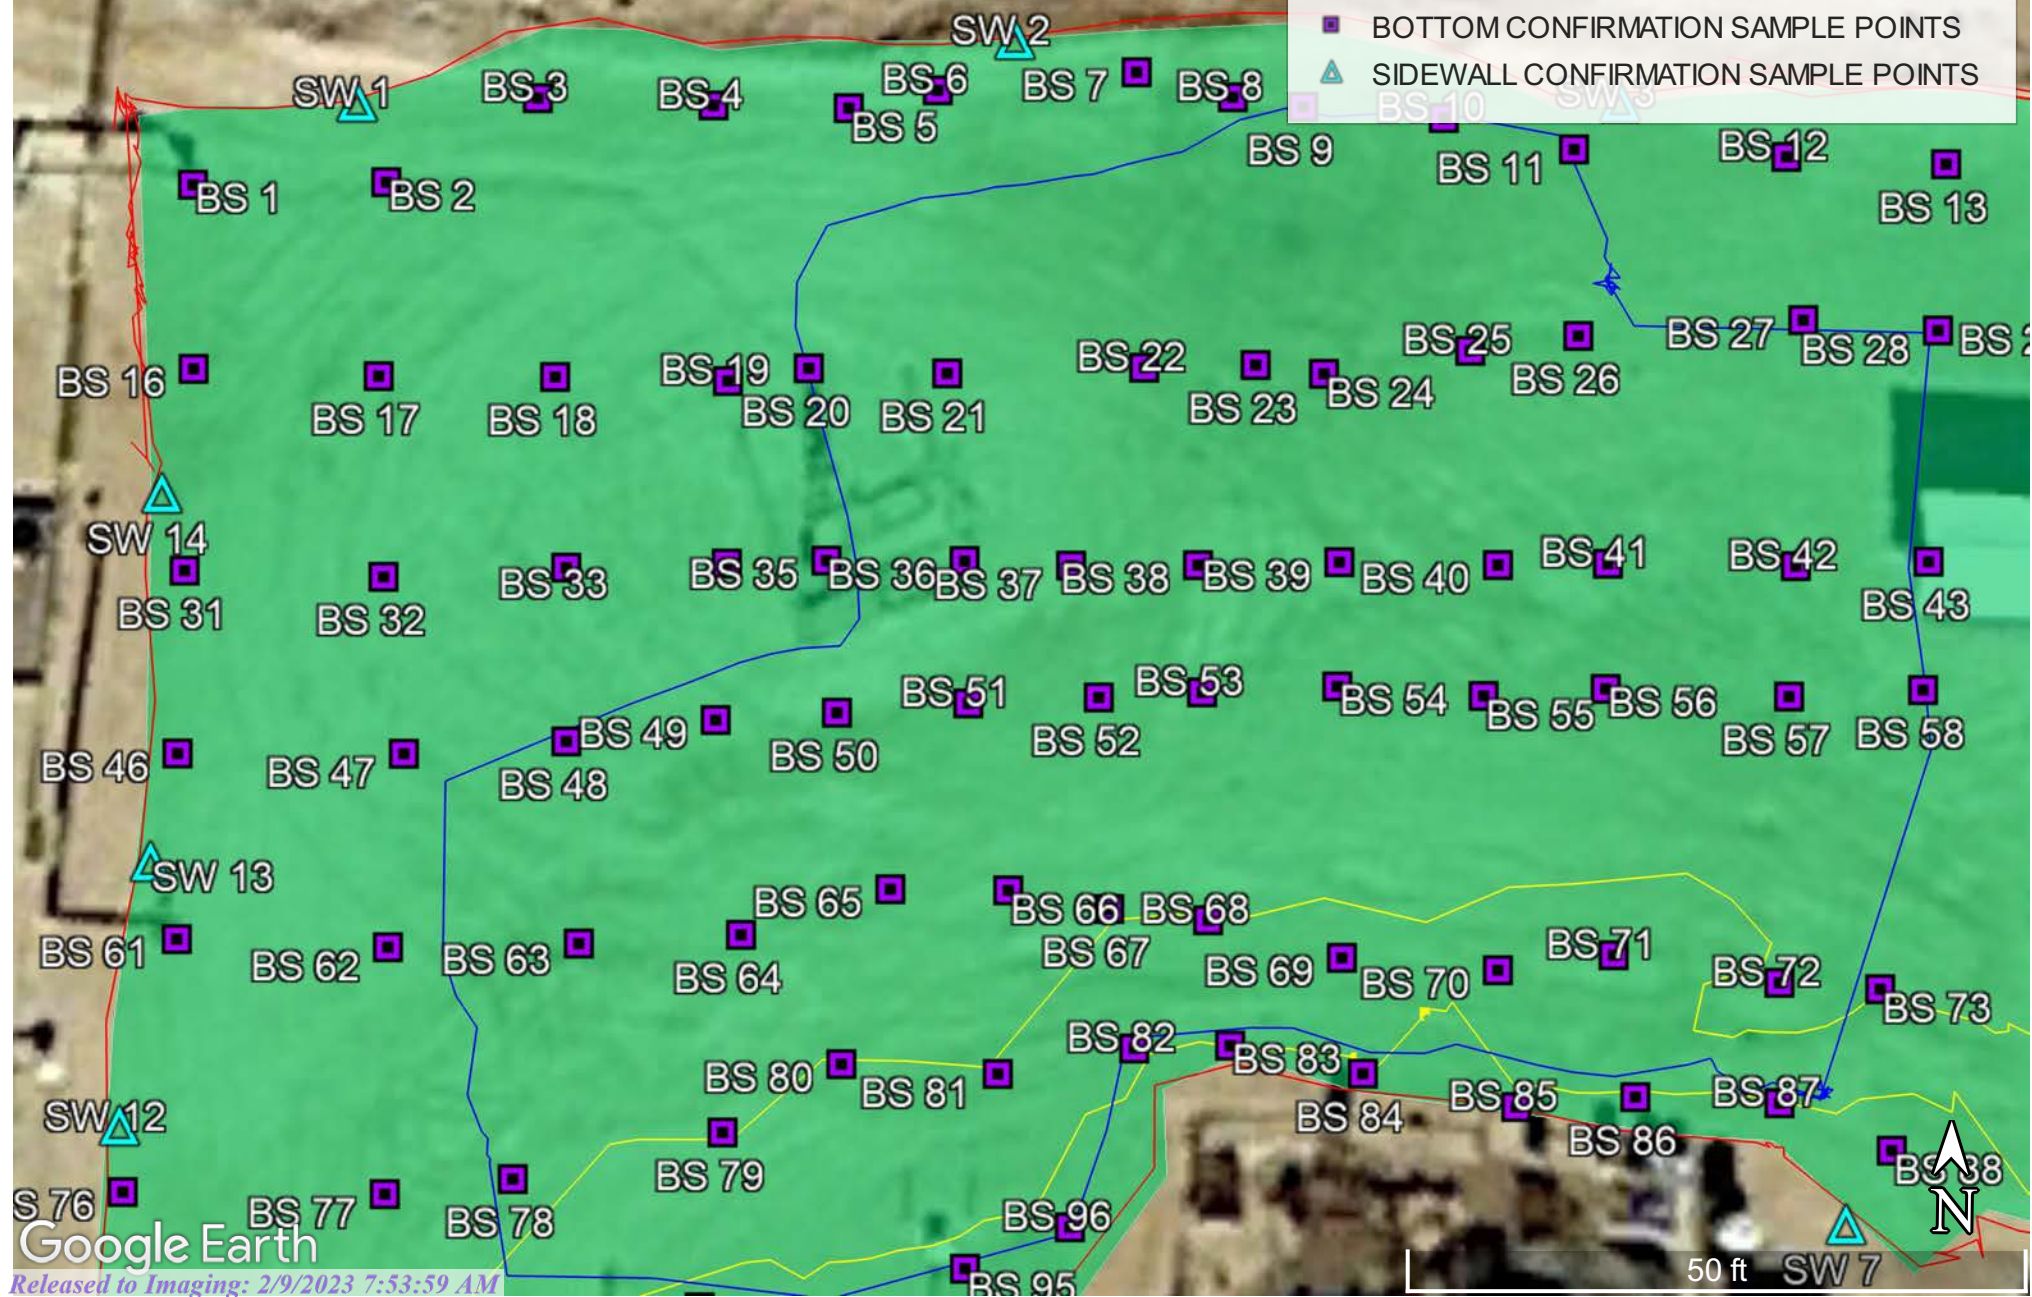 BOTTOM CONFIRMATION SAMPLE POINTS
SIDEWALL CONFIRMATION SAMPLE POINTS
SW 1
SW 2
SW 3
BS 1
BS 2
BS 3
BS 4
BS 5
BS 6
BS 7
BS 8
BS 9
BS 10
BS 11
BS 12
BS 13
BS 16
BS 17
BS 18
BS 19
BS 20
BS 21
BS 22
BS 23
BS 24
BS 25
BS 26
BS 27
BS 28
BS 2
SW 14
BS 31
BS 32
BS 33
BS 35
BS 36
BS 37
BS 38
BS 39
BS 40
BS 41
BS 42
BS 43
BS 46
BS 47
BS 48
BS 49
BS 50
BS 51
BS 52
BS 53
BS 54
BS 55
BS 56
BS 57
BS 58
SW 13
BS 61
BS 62
BS 63
BS 64
BS 65
BS 66
BS 67
BS 68
BS 69
BS 70
BS 71
BS 72
BS 73
SW 12
S 76
BS 77
BS 78
BS 79
BS 80
BS 81
BS 82
BS 83
BS 84
BS 85
BS 86
BS 87
BS 88
BS 96
BS 95
SW 7
N
50 ft
Google Earth
Released to Imaging: 2/9/2023 7:53:59 AM